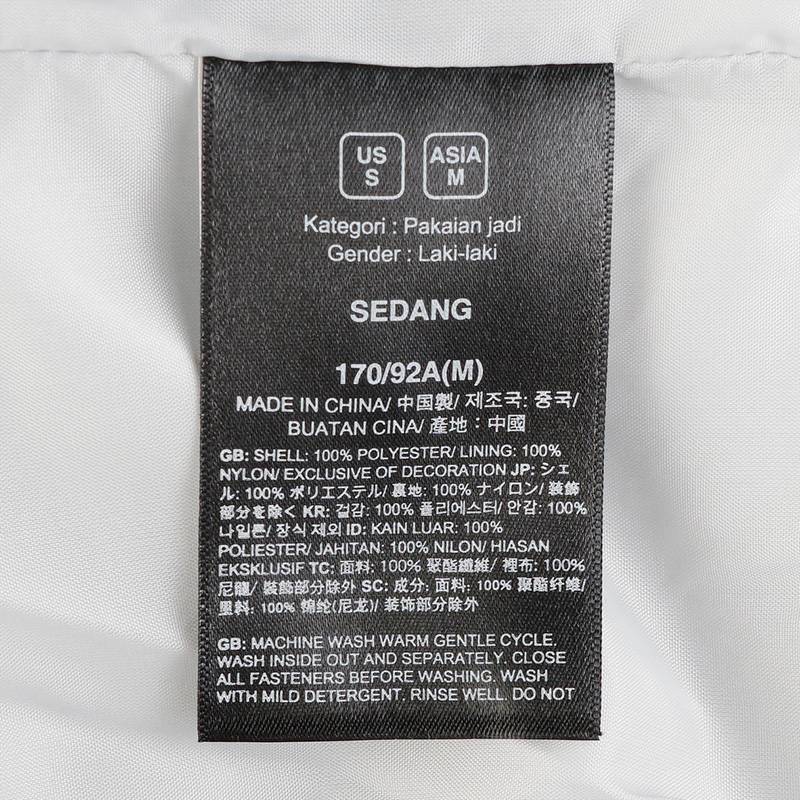 US ASIA
S M
Kategori : Pakaian jadi
Gender : Laki-laki
SEDANG
170/92A(M)
MADE IN CHINA/ 中国製/ 제조국: 중국/
BUATAN CINA/ 產地：中國
GB: SHELL: 100% POLYESTER/ LINING: 100%
NYLON/ EXCLUSIVE OF DECORATION JP: シェ
ル: 100% ポリエステル/ 裏地: 100% ナイロン/ 装飾
部分を除く KR: 겉감: 100% 폴리에스터/ 안감: 100%
나일론/ 장식 제외 ID: KAIN LUAR: 100%
POLIESTER/ JAHITAN: 100% NILON/ HIASAN
EKSKLUSIF TC: 面料: 100% 聚酯纖維/ 裡布: 100%
尼龍/ 裝飾部分除外 SC: 成分: 面料: 100% 聚酯纤维/
里料: 100% 锦纶(尼龙)/ 装饰部分除外
GB: MACHINE WASH WARM GENTLE CYCLE.
WASH INSIDE OUT AND SEPARATELY. CLOSE
ALL FASTENERS BEFORE WASHING. WASH
WITH MILD DETERGENT. RINSE WELL. DO NOT